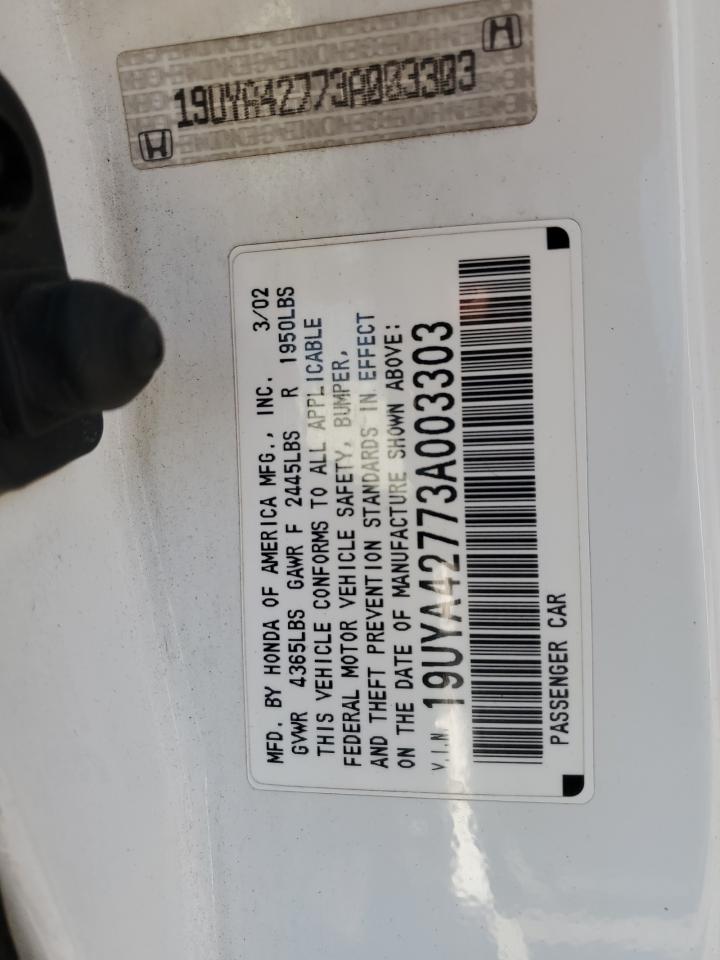 19UYA42773A003303
MFD. BY HONDA OF AMERICA MFG., INC. 3/02
GVWR 4365LBS GAWR F 2445LBS R 1950LBS
THIS VEHICLE CONFORMS TO ALL APPLICABLE
FEDERAL MOTOR VEHICLE SAFETY, BUMPER,
AND THEFT PREVENTION STANDARDS IN EFFECT
ON THE DATE OF MANUFACTURE SHOWN ABOVE:
V.I.N. 19UYA42773A003303
PASSENGER CAR